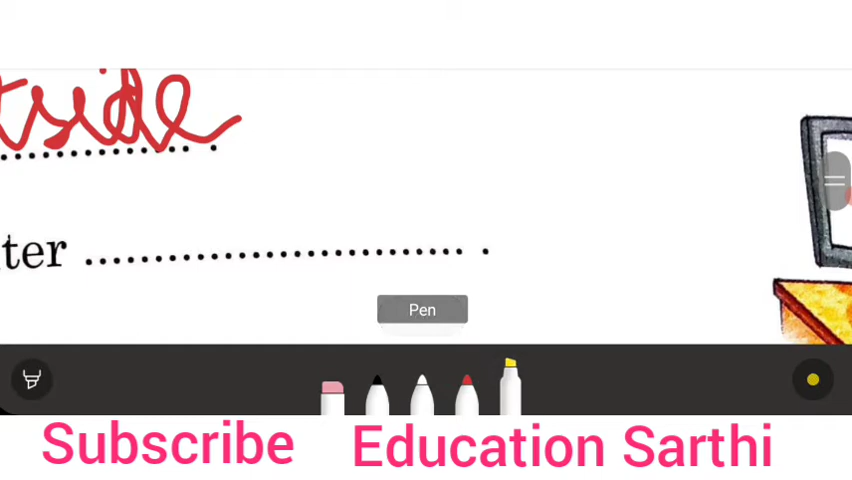 tside
ter ........................... .
Pen
Subscribe Education Sarthi